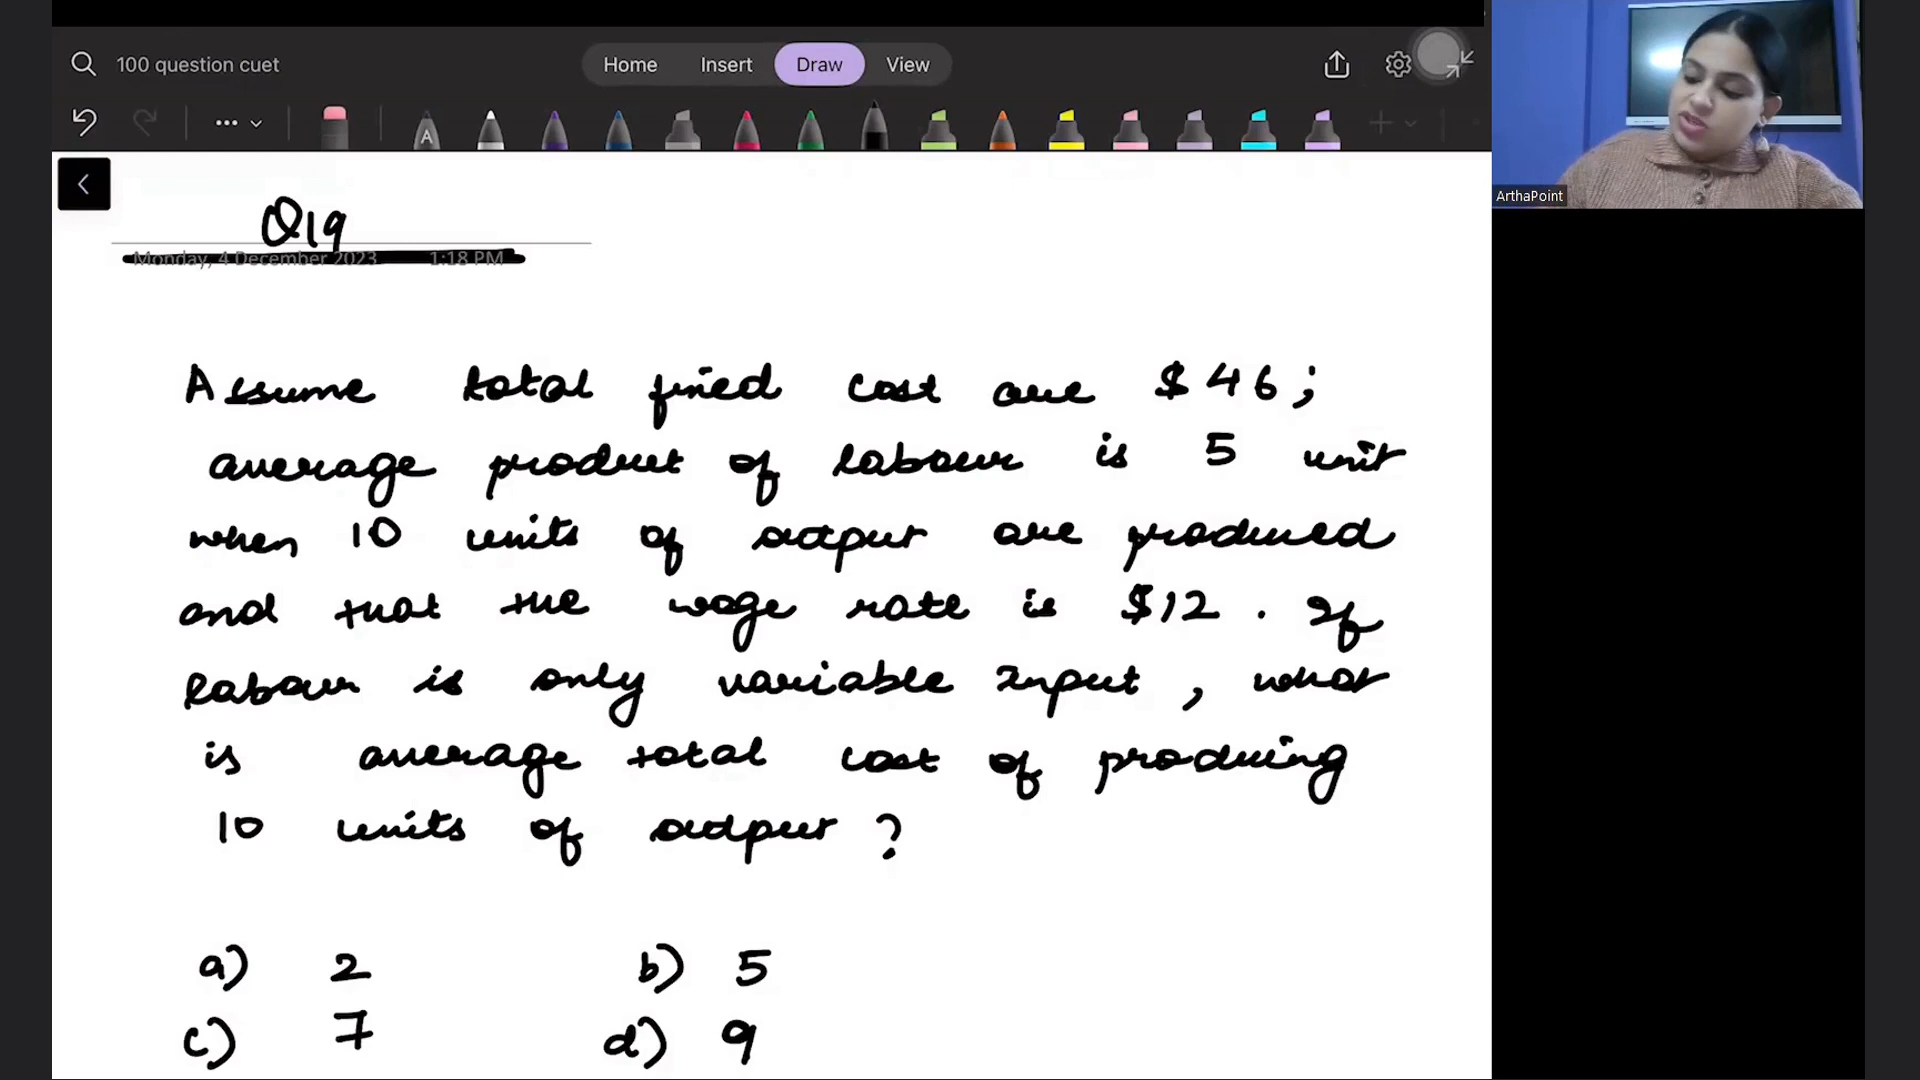 100 question cuet
Home Insert Draw View
A
Q19
Monday, 4 December 2023 1:18 PM
Assume total fixed cost are $46;
average product of labour is 5 unit
when 10 units of output are produced
and that the wage rate is $12. If
labour is only variable Input, what
is average total cost of producing
10 units of output?
a) 2 b) 5
c) 7 d) 9
ArthaPoint